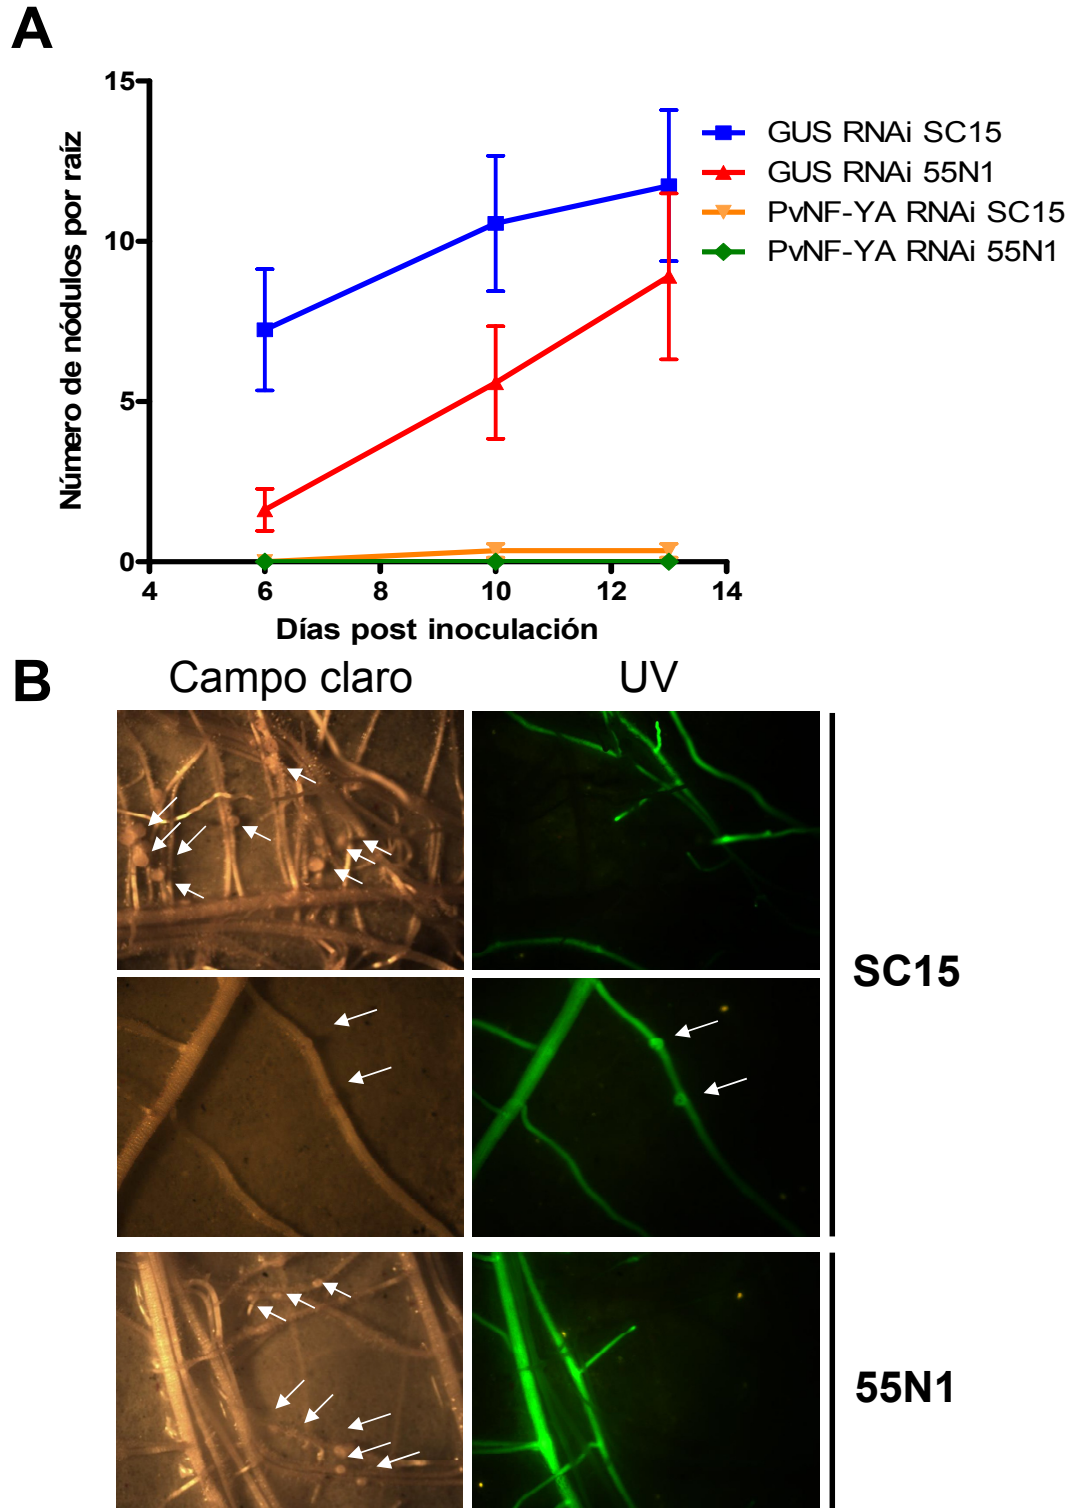 A
15
10
5
0
4 6 8 10 12 14
Número de nódulos por raíz
Días post inoculación
GUS RNAi SC15
GUS RNAi 55N1
PvNF-YA RNAi SC15
PvNF-YA RNAi 55N1
B
Campo claro UV
SC15
55N1